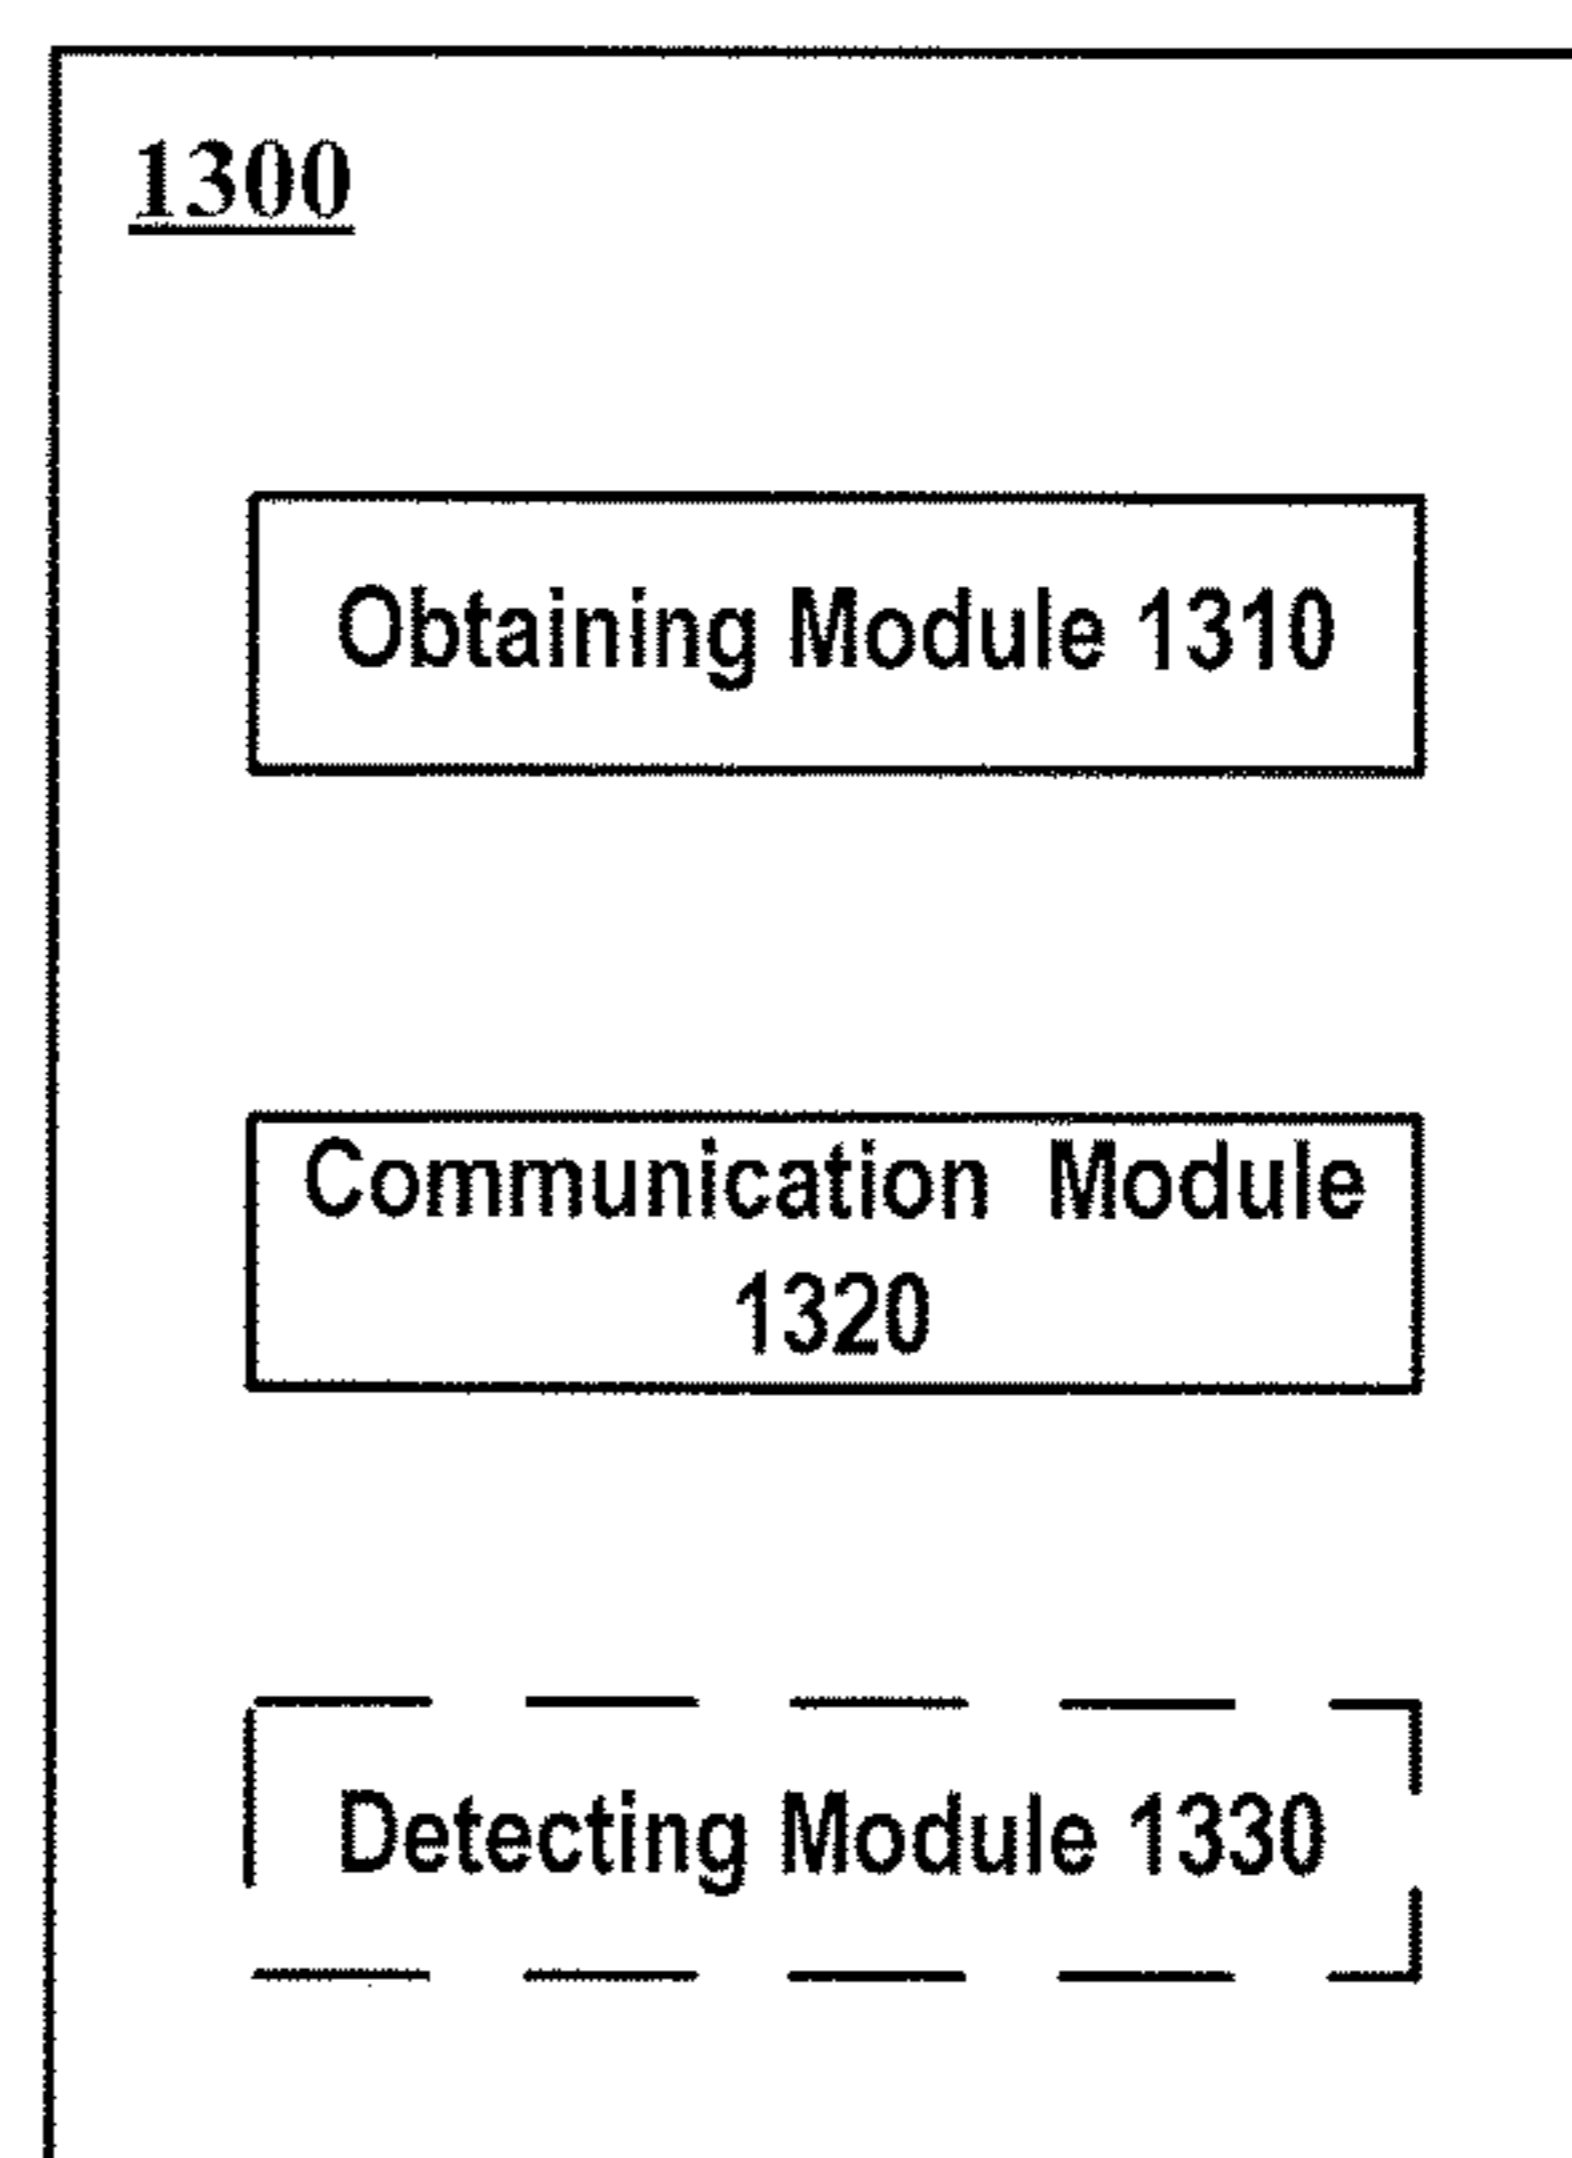 1300
Obtaining Module 1310
Communication Module
1320
Detecting Module 1330